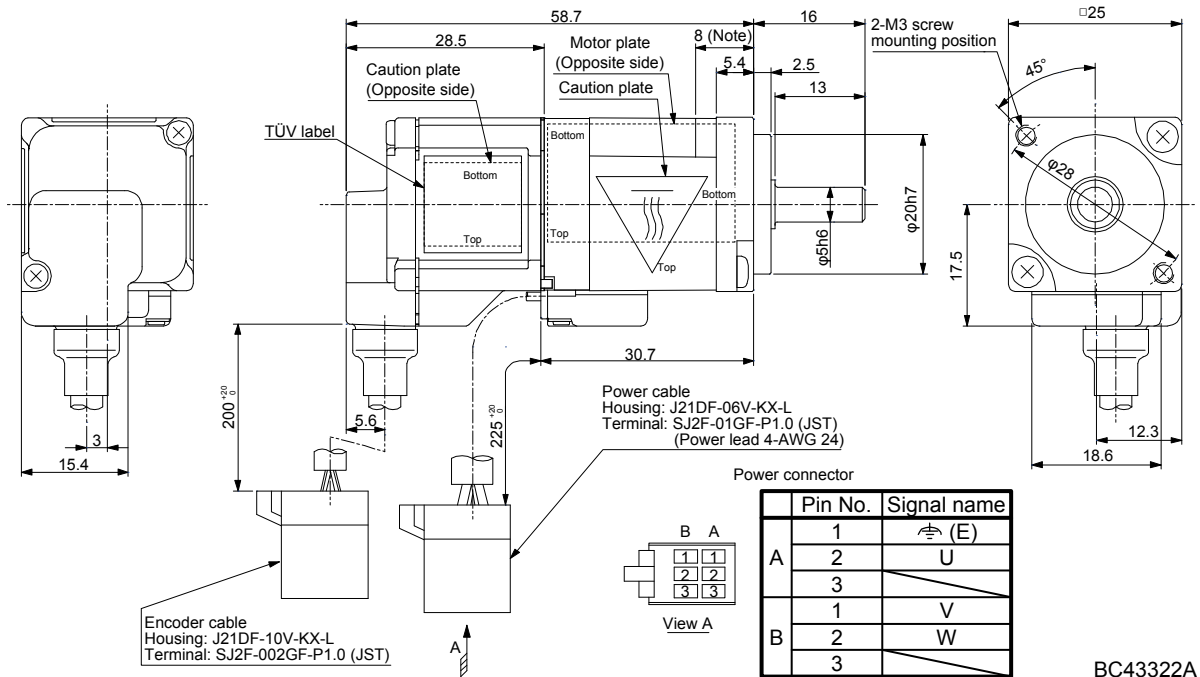 58.7
16
□25
28.5
8 (Note)
2-M3 screw
mounting position
Motor plate
(Opposite side)
5.4
2.5
Caution plate
(Opposite side)
Caution plate
13
45°
TÜV label
Bottom
Bottom
Bottom
φ28
Top
Top
Top
φ5h6
φ20h7
17.5
30.7
200 +20 0
225 +20 0
5.6
3
15.4
12.3
18.6
Power cable
Housing: J21DF-06V-KX-L
Terminal: SJ2F-01GF-P1.0 (JST)
(Power lead 4-AWG 24)
Power connector
Pin No. Signal name
A 1 ⏚ (E)
2 U
3
B 1 V
2 W
3
B A
1 1
2 2
3 3
View A
A
Encoder cable
Housing: J21DF-10V-KX-L
Terminal: SJ2F-002GF-P1.0 (JST)
BC43322A